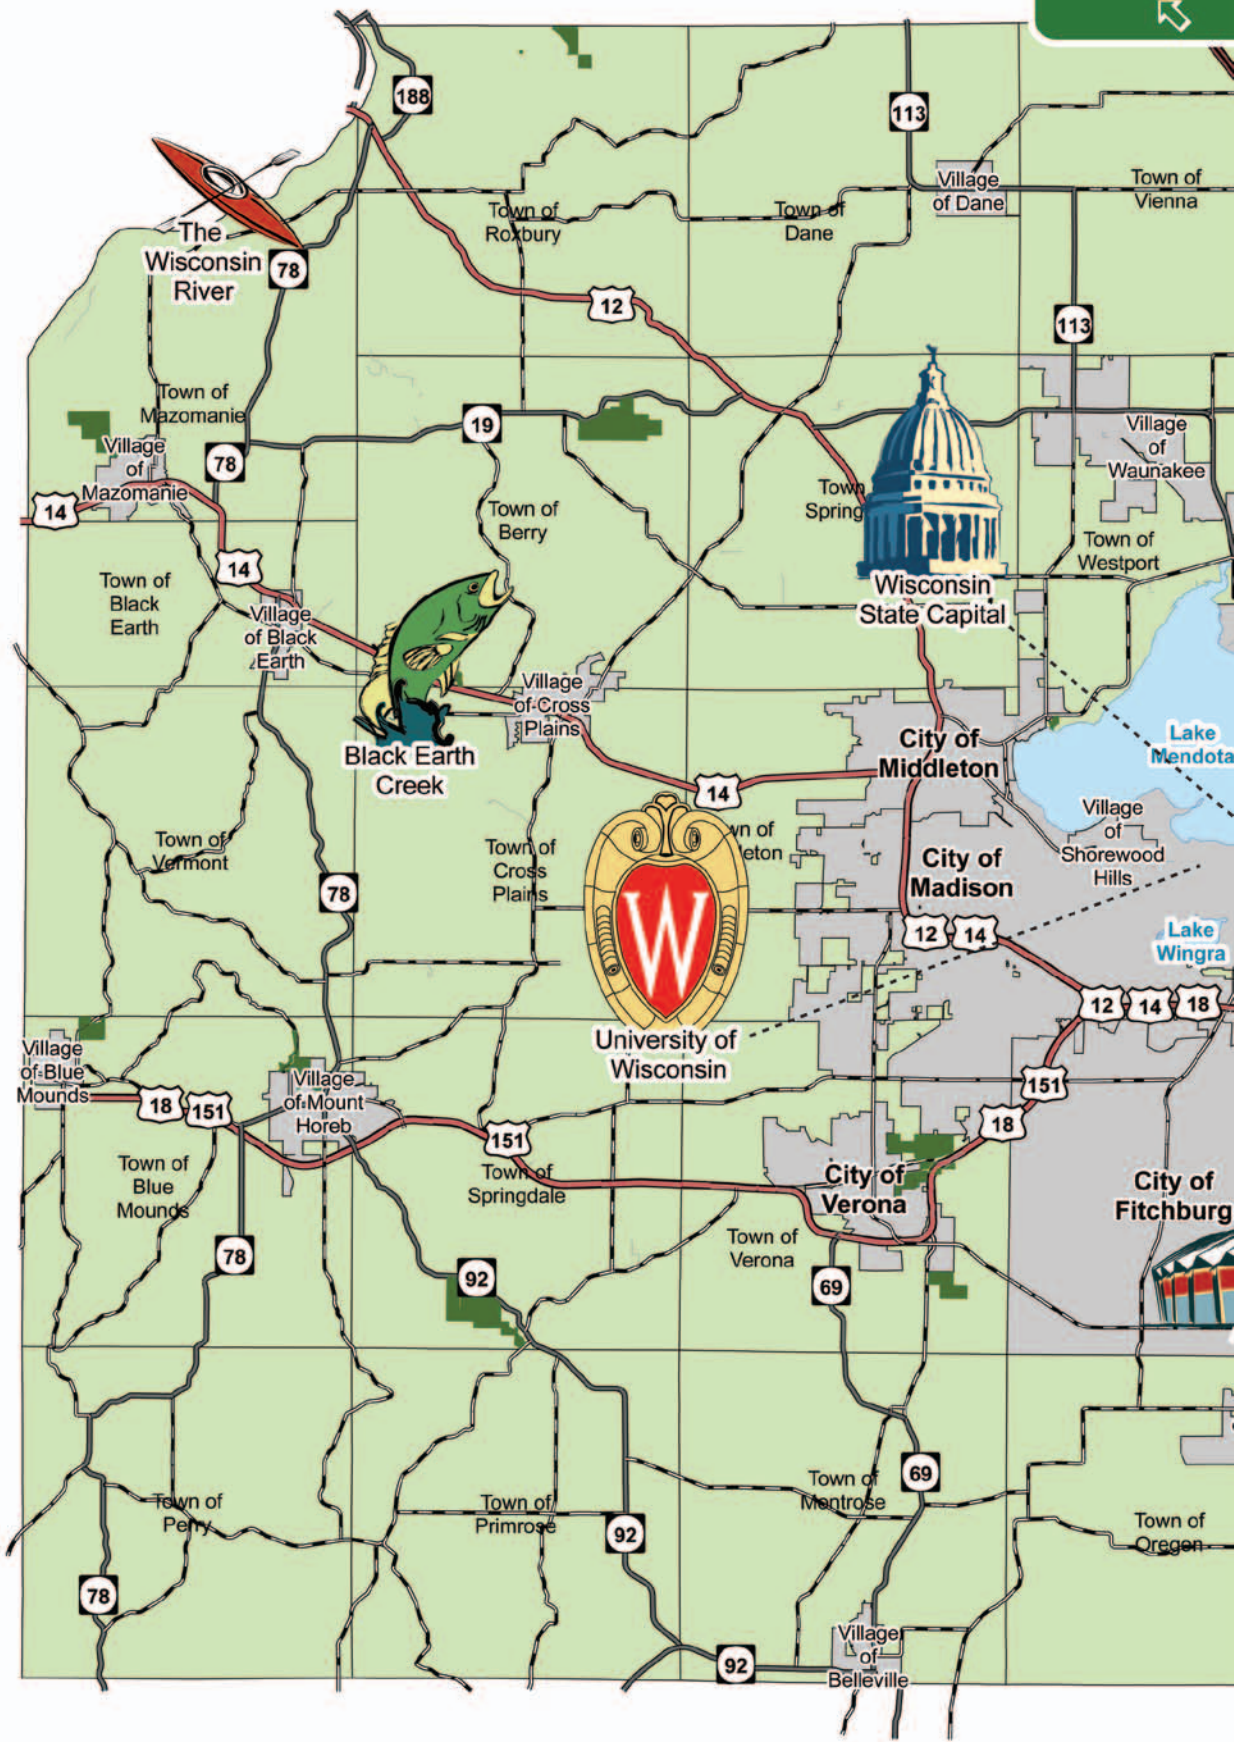 188
113
Village
of Dane
Town of
Vienna
Town of
Roxbury
Town of
Dane
The
Wisconsin
River
78
12
113
Town of
Mazomanie
19
Village
of
Waunakee
Village
of
Mazomanie
78
14
Town
Spring
Town of
Berry
Town of
Westport
14
Town of
Black
Earth
Wisconsin
State Capital
Village
of Black
Earth
Village
of Cross
Plains
City of
Middleton
Lake
Mendota
Black Earth
Creek
14
Village
of
Shorewood
Hills
Town of
Vermont
Town of
Cross
Plains
wn of
leton
City of
Madison
78
W
12
14
Lake
Wingra
12
14
18
University of
Wisconsin
Village
of Blue
Mounds
18
151
Village
of Mount
Horeb
151
18
151
Town of
Blue
Mounds
Town of
Springdale
City of
Verona
City of
Fitchburg
78
92
Town of
Verona
69
69
Town of
Perry
Town of
Primrose
Town of
Montrose
92
Town of
Oregon
78
Village
of
Belleville
92